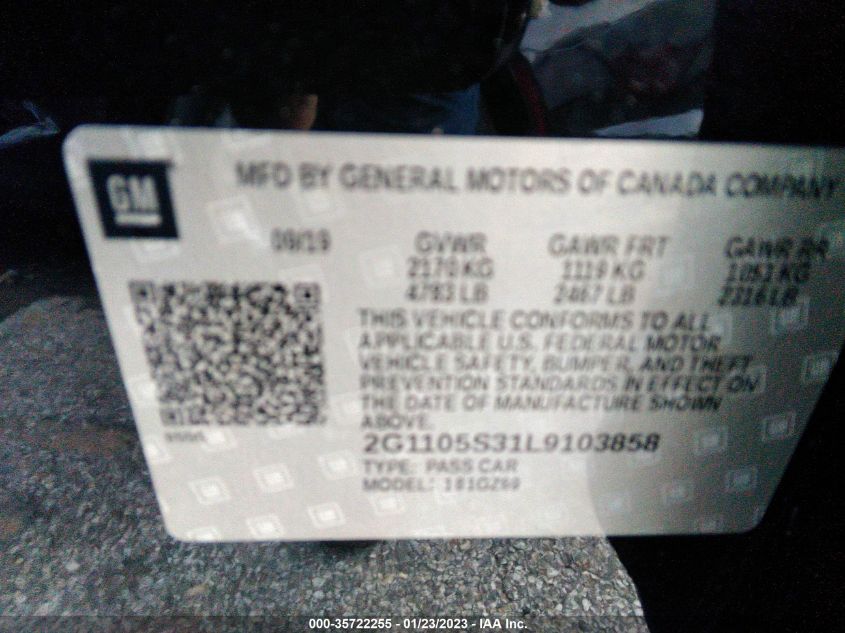 GM
MFD BY GENERAL MOTORS OF CANADA COMPANY
09/19 GVWR GAWR FRT GAWR RR
2170 KG 1119 KG 1051 KG
4783 LB 2467 LB 2316 LB
THIS VEHICLE CONFORMS TO ALL
APPLICABLE U.S. FEDERAL MOTOR
VEHICLE SAFETY, BUMPER, AND THEFT
PREVENTION STANDARDS IN EFFECT ON
THE DATE OF MANUFACTURE SHOWN
ABOVE.
2G1105S31L9103858
TYPE: PASS CAR
MODEL:
000-35722255 - 01/23/2023 - IAA Inc.